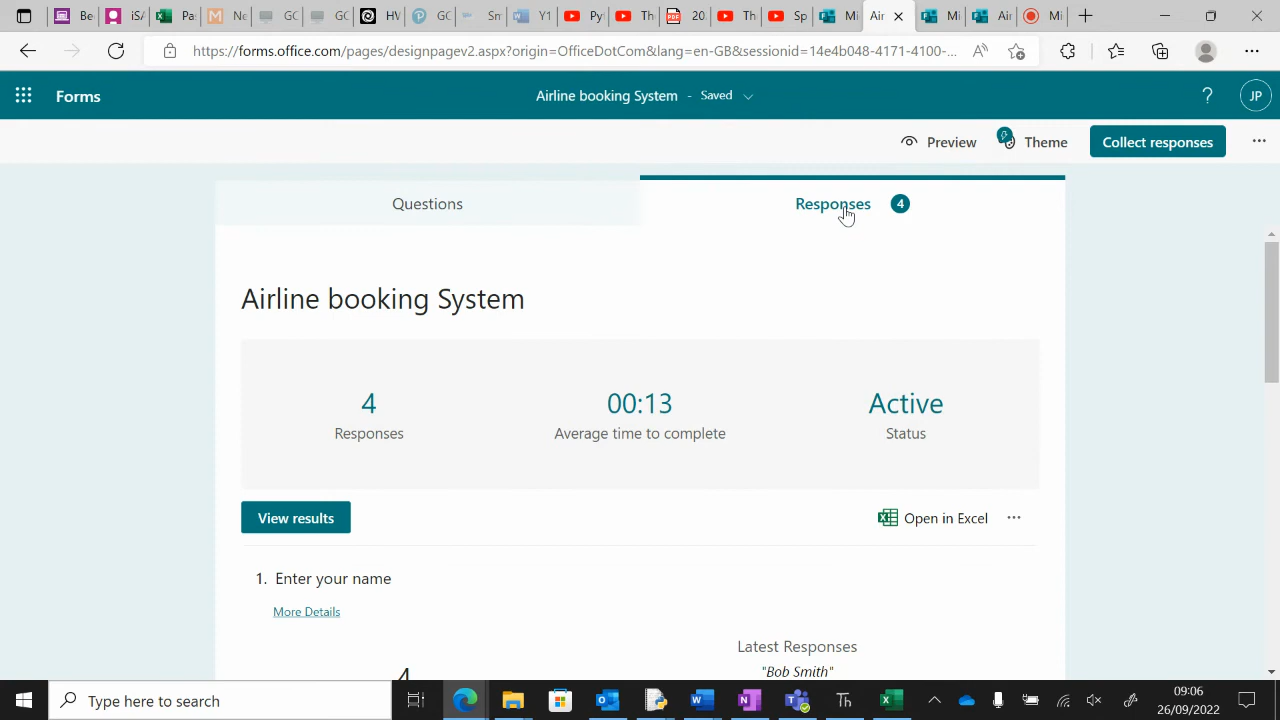 Be
iSA
Pa
Ne
GC
GC
HV
GC
Sm
Y1
Py
Th
20
Th
Sp
Mi
Air
Mi
Air
Mi
https://forms.office.com/pages/designpagev2.aspx?origin=OfficeDotCom&lang=en-GB&sessionid=14e4b048-4171-4100-...
Forms
Airline booking System - Saved
?
JP
Preview
Theme
Collect responses
Questions
Responses 4
Airline booking System
4
00:13
Active
Responses
Average time to complete
Status
View results
Open in Excel
1. Enter your name
More Details
Latest Responses
4
"Bob Smith"
Type here to search
09:06
26/09/2022